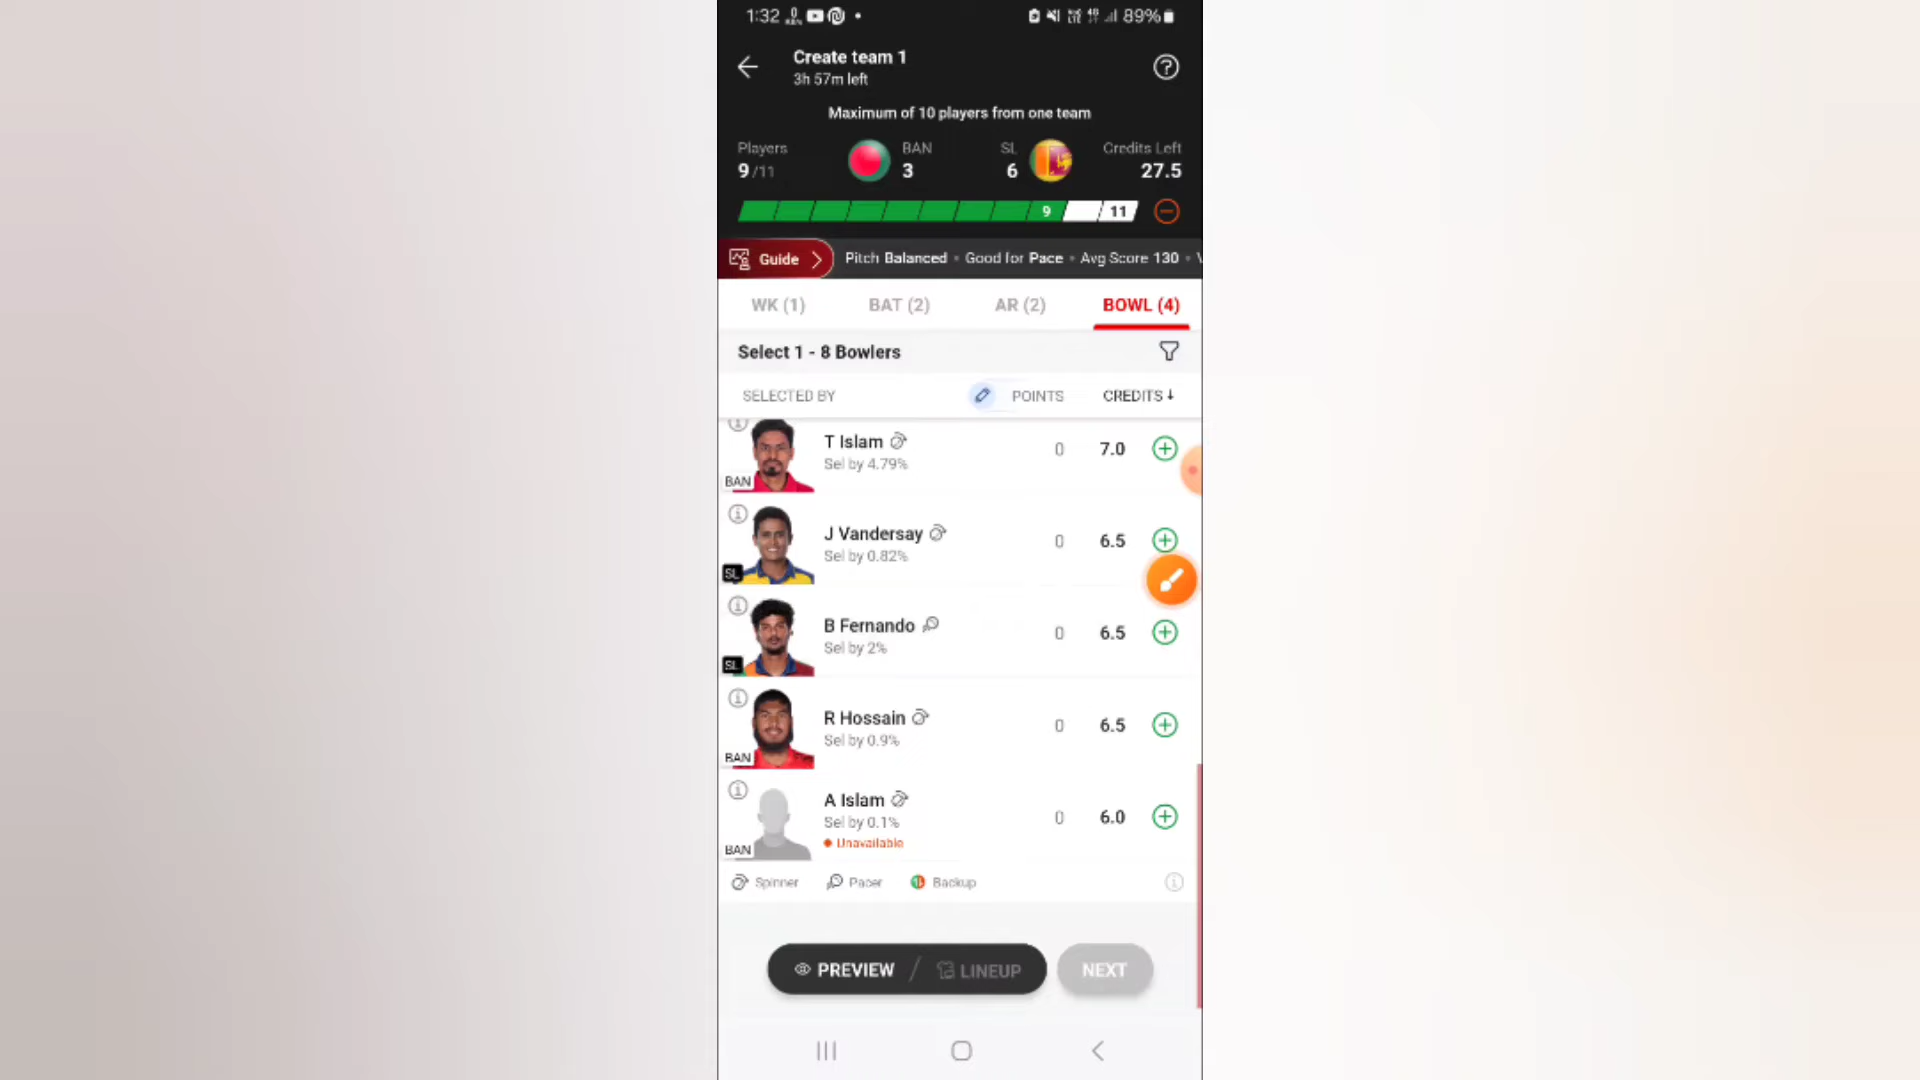 1:32 89%
Create team 1
3h 57m left
Maximum of 10 players from one team
Players BAN SL Credits Left
9/11 3 6 27.5
9 11
Guide Pitch Balanced • Good for Pace • Avg Score 130 •
WK (1) BAT (2) AR (2) BOWL (4)
Select 1 - 8 Bowlers
SELECTED BY POINTS CREDITS↓
T Islam
Sel by 4.79%
0 7.0
BAN
J Vandersay
Sel by 0.82%
0 6.5
SL
B Fernando
Sel by 2%
0 6.5
SL
R Hossain
Sel by 0.9%
0 6.5
BAN
A Islam
Sel by 0.1%
0 6.0
Unavailable
BAN
Spinner Pacer Backup
PREVIEW / LINEUP NEXT